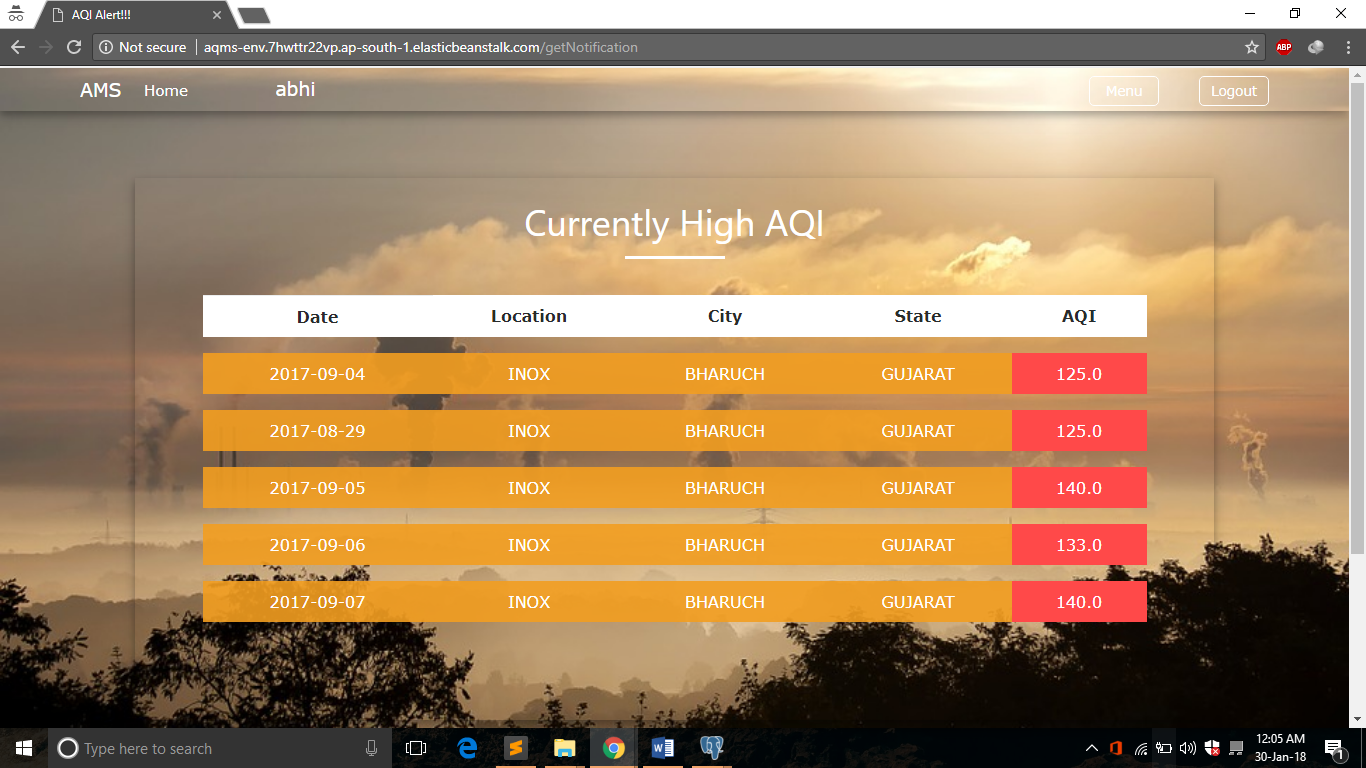 AQI Alert!!!
Not secure aqms-env.7hwttr22vp.ap-south-1.elasticbeanstalk.com/getNotification
ABP
AMS Home abhi Menu Logout
Currently High AQI
Date Location City State AQI
2017-09-04 INOX BHARUCH GUJARAT 125.0
2017-08-29 INOX BHARUCH GUJARAT 125.0
2017-09-05 INOX BHARUCH GUJARAT 140.0
2017-09-06 INOX BHARUCH GUJARAT 133.0
2017-09-07 INOX BHARUCH GUJARAT 140.0
Type here to search
12:05 AM
30-Jan-18
1